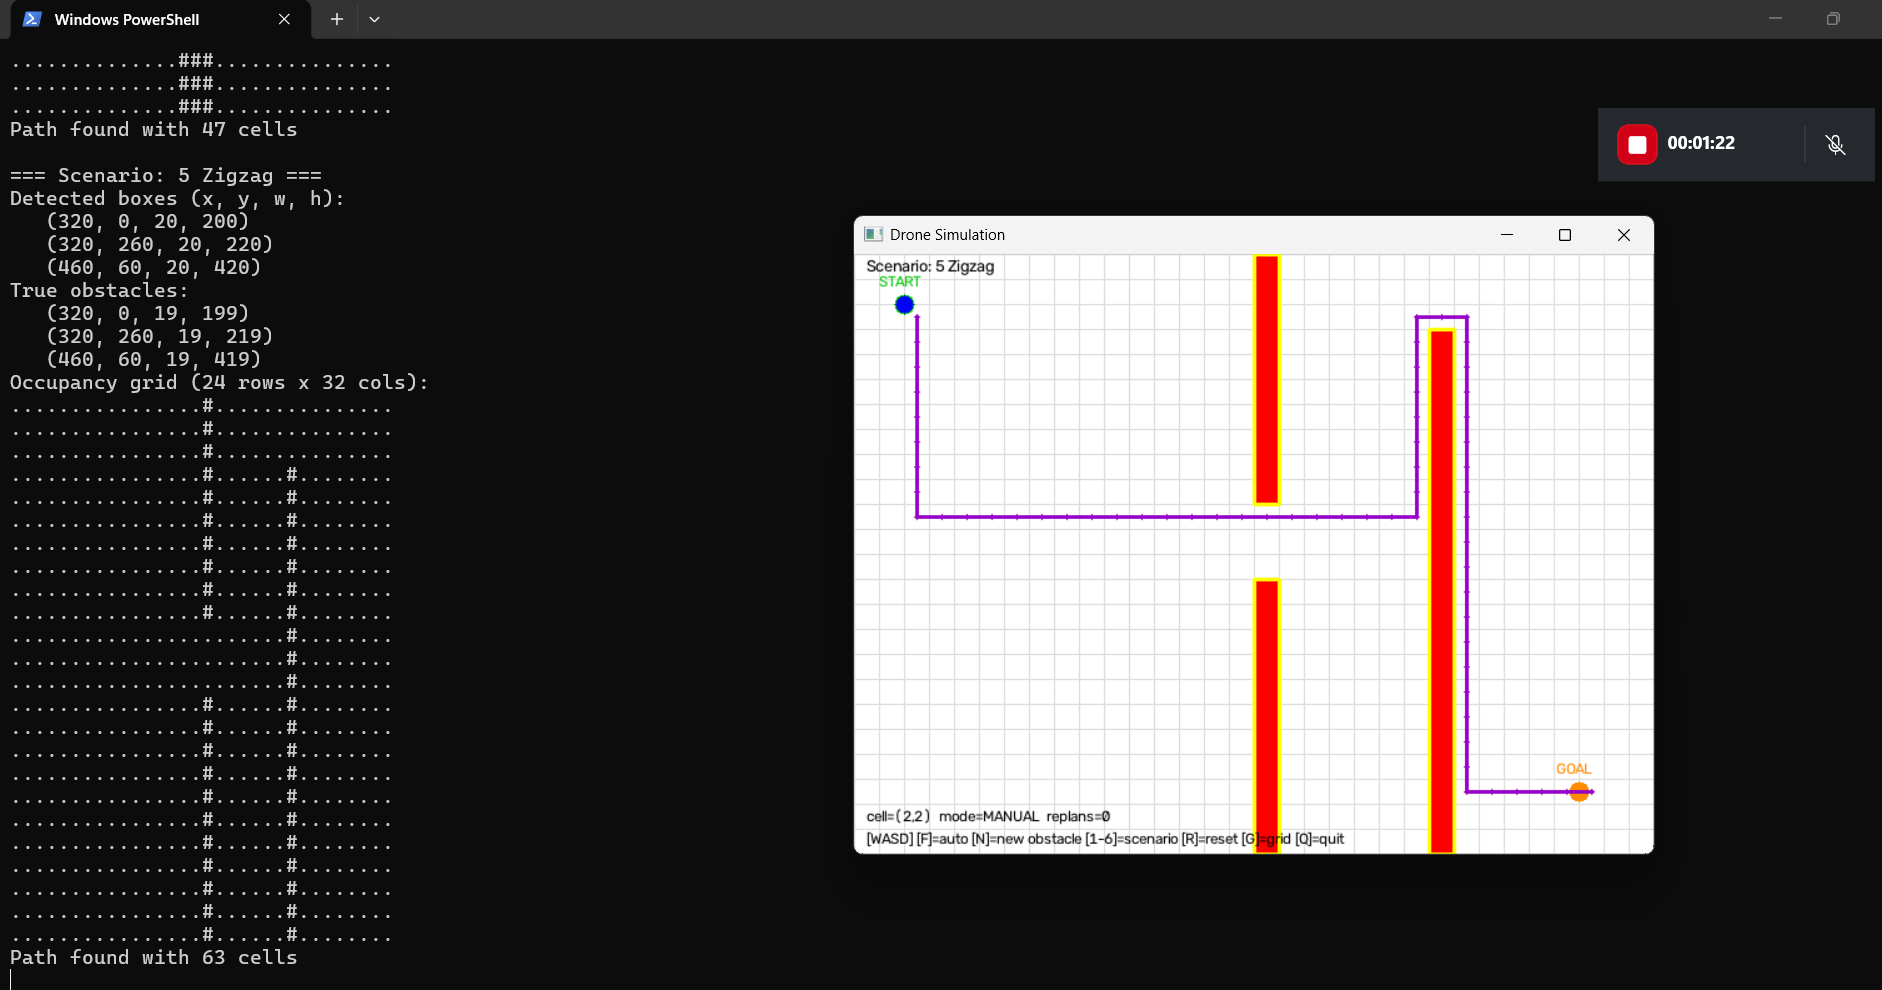 Windows PowerShell
..............###...............
..............###...............
..............###...............
Path found with 47 cells
=== Scenario: 5 Zigzag ===
Detected boxes (x, y, w, h):
(320, 0, 20, 200)
(320, 260, 20, 220)
(460, 60, 20, 420)
True obstacles:
(320, 0, 19, 199)
(320, 260, 19, 219)
(460, 60, 19, 419)
Occupancy grid (24 rows x 32 cols):
................#...............
................#...............
................#...............
................#......#........
................#......#........
................#......#........
................#......#........
................#......#........
................#......#........
................#......#........
.......................#........
.......................#........
.......................#........
................#......#........
................#......#........
................#......#........
................#......#........
................#......#........
................#......#........
................#......#........
................#......#........
................#......#........
................#......#........
................#......#........
Path found with 63 cells
00:01:22
Drone Simulation
Scenario: 5 Zigzag
START
GOAL
cell=(2,2) mode=MANUAL replans=0
[WASD] [F]=auto [N]=new obstacle [1-6]=scenario [R]=reset [G]=grid [Q]=quit